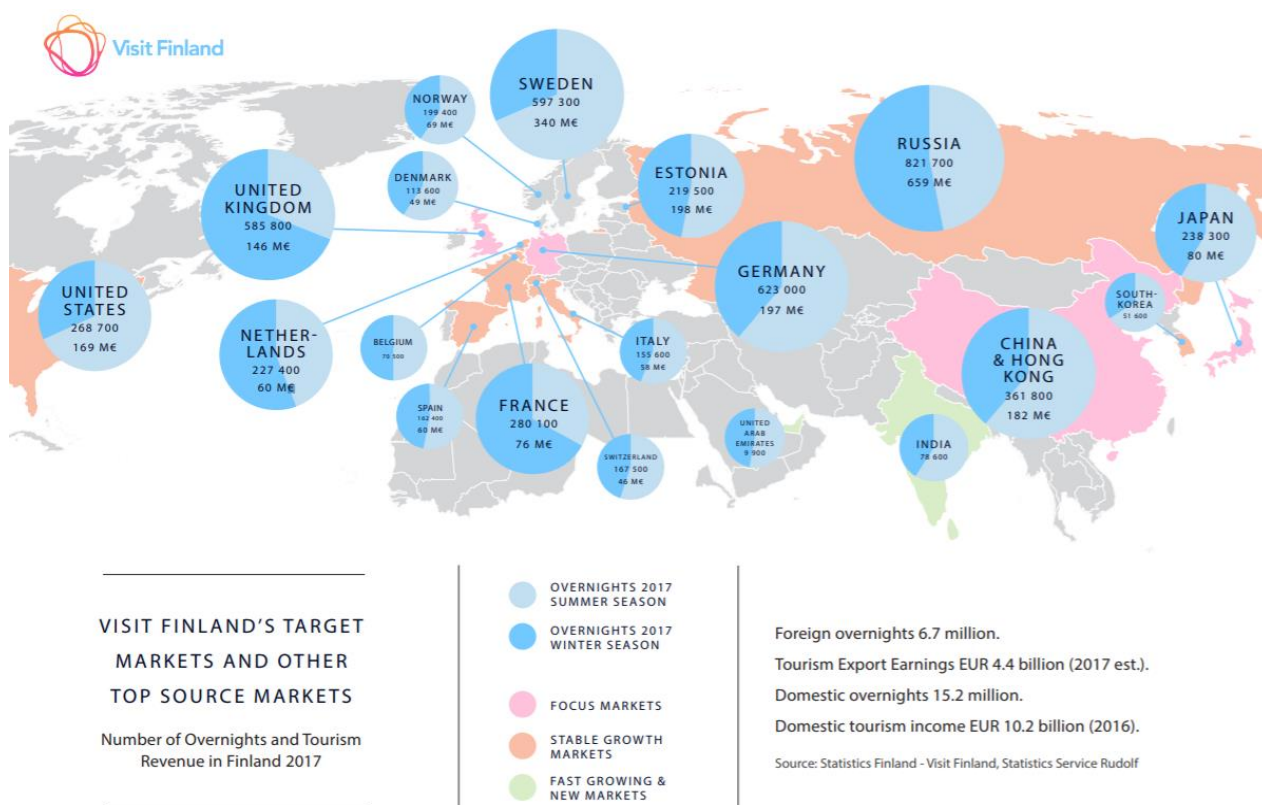 Visit Finland
NORWAY
199 400
69 M€
SWEDEN
597 300
340 M€
RUSSIA
821 700
659 M€
DENMARK
113 600
49 M€
ESTONIA
219 500
198 M€
UNITED
KINGDOM
585 800
146 M€
JAPAN
238 300
80 M€
UNITED
STATES
268 700
169 M€
GERMANY
623 000
197 M€
SOUTH-
KOREA
51 600
NETHER-
LANDS
227 400
60 M€
BELGIUM
70 500
ITALY
155 600
58 M€
CHINA
& HONG
KONG
361 800
182 M€
SPAIN
162 400
60 M€
FRANCE
280 100
76 M€
SWITZERLAND
167 500
46 M€
UNITED
ARAB
EMIRATES
9 900
INDIA
78 600
VISIT FINLAND'S TARGET
MARKETS AND OTHER
TOP SOURCE MARKETS
Number of Overnights and Tourism
Revenue in Finland 2017
OVERNIGHTS 2017
SUMMER SEASON
OVERNIGHTS 2017
WINTER SEASON
FOCUS MARKETS
STABLE GROWTH
MARKETS
FAST GROWING &
NEW MARKETS
Foreign overnights 6.7 million.
Tourism Export Earnings EUR 4.4 billion (2017 est.).
Domestic overnights 15.2 million.
Domestic tourism income EUR 10.2 billion (2016).
Source: Statistics Finland - Visit Finland, Statistics Service Rudolf